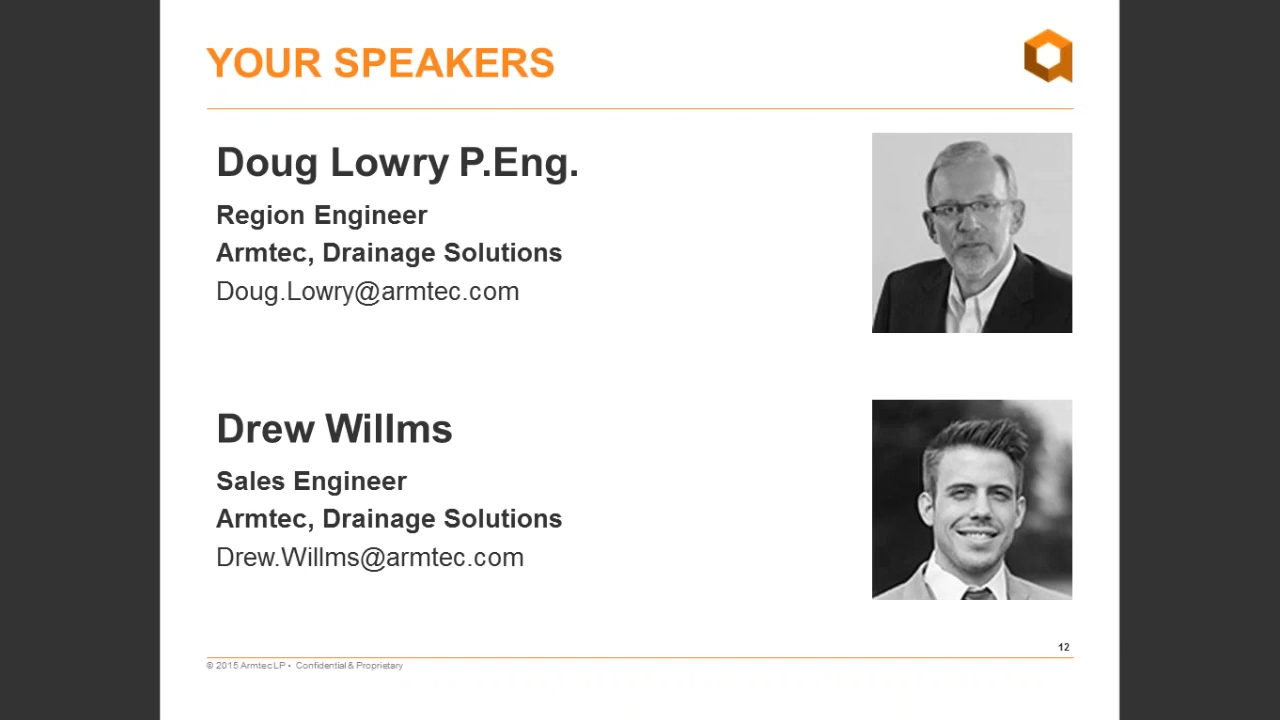 YOUR SPEAKERS
Doug Lowry P.Eng.
Region Engineer
Armtec, Drainage Solutions
Doug.Lowry@armtec.com
Drew Willms
Sales Engineer
Armtec, Drainage Solutions
Drew.Willms@armtec.com
12
© 2015 Armtec LP • Confidential & Proprietary